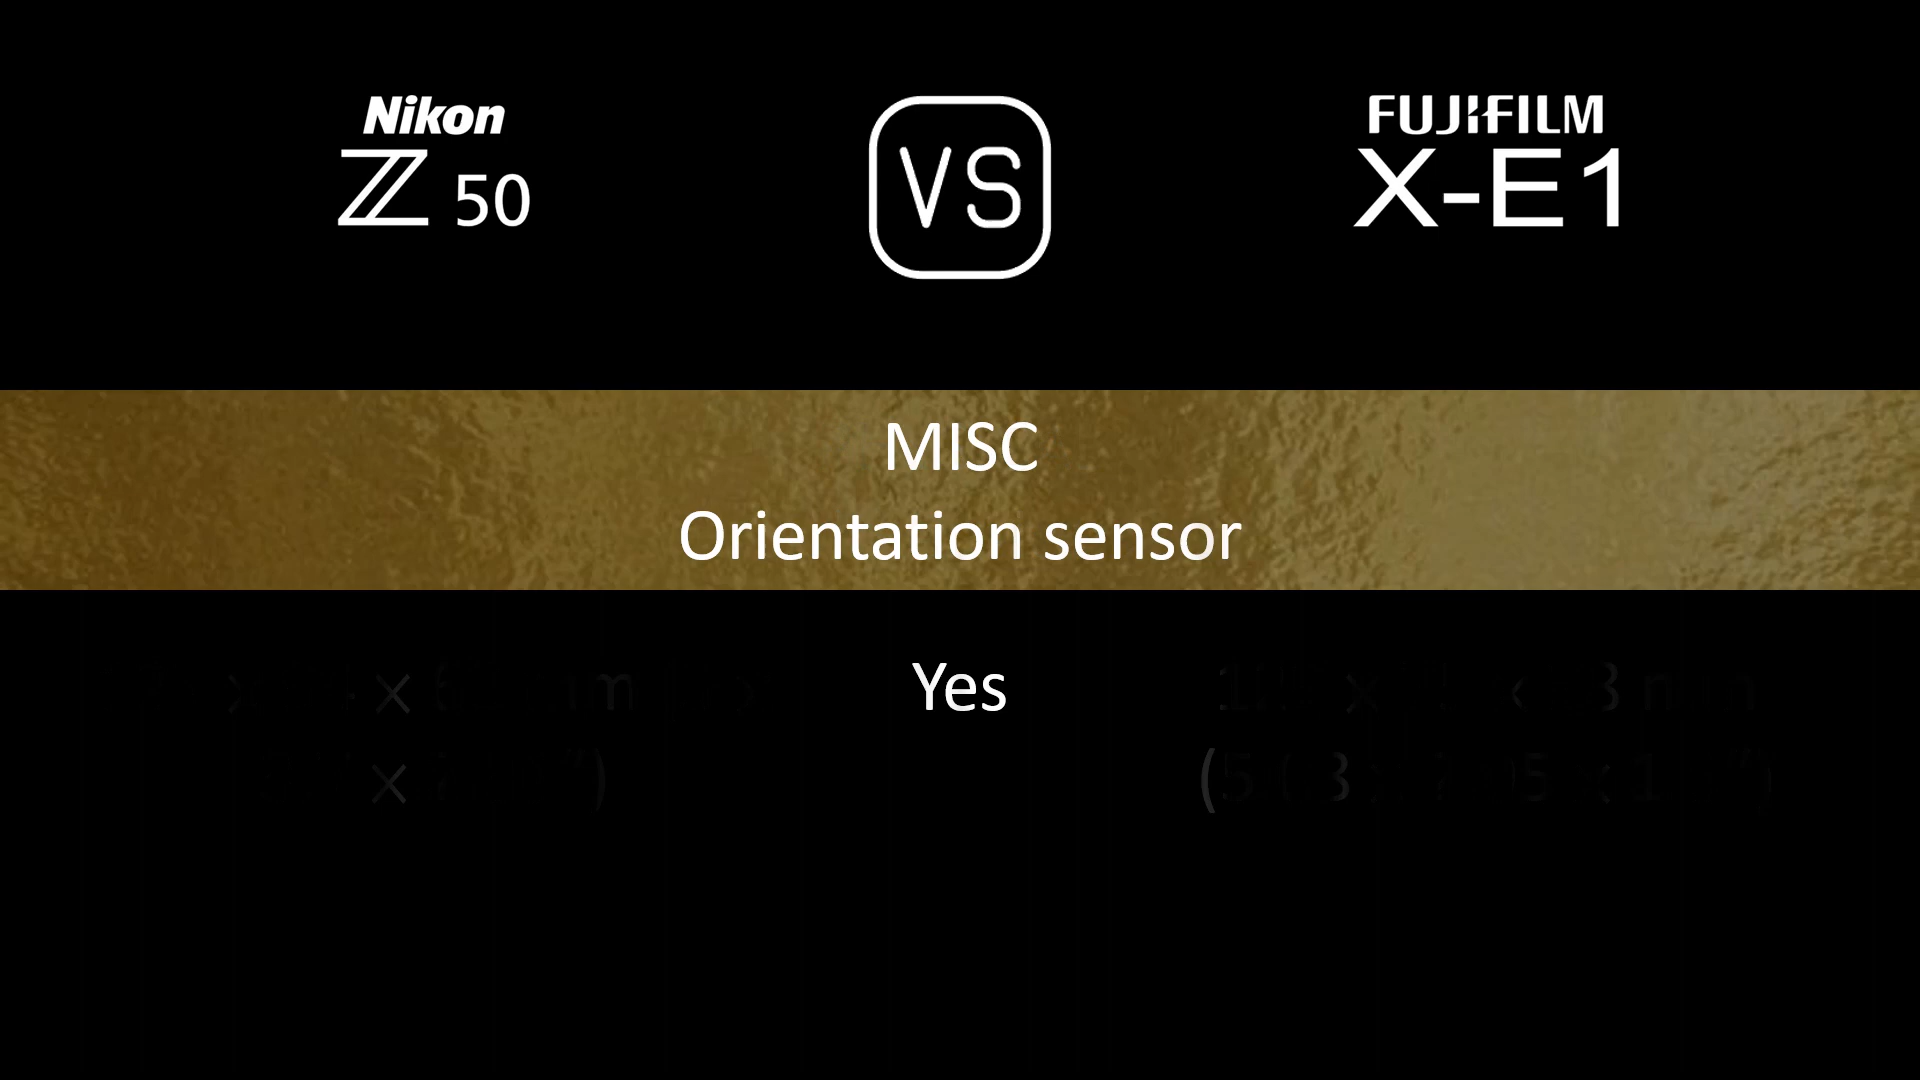 Nikon
Z 50
VS
FUJIFILM
X-E1
MISC
Orientation sensor
Yes